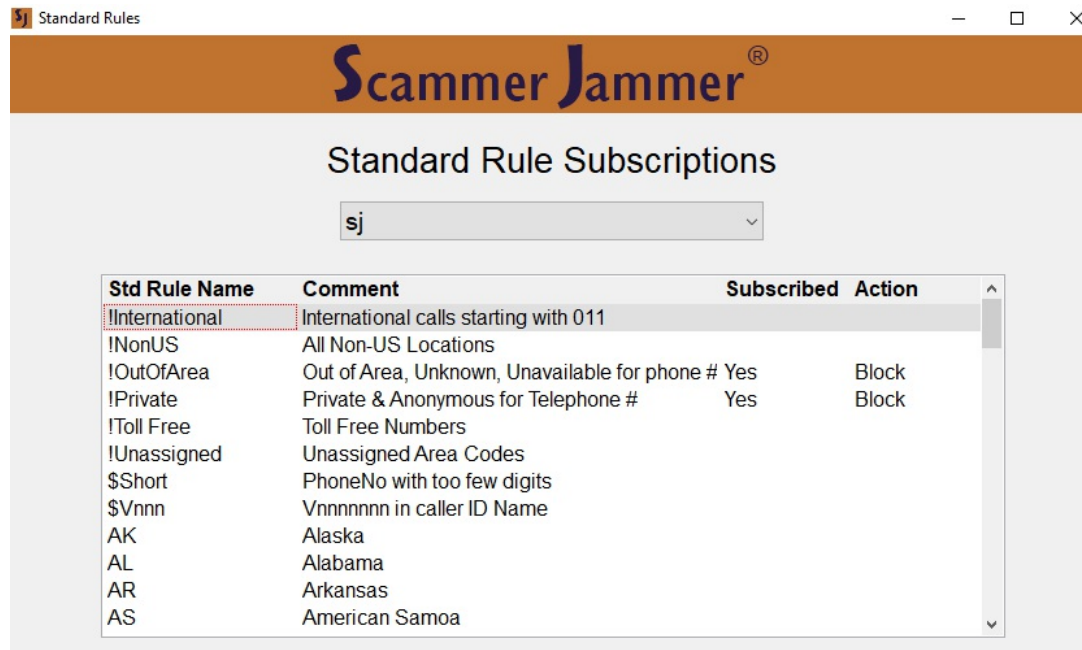 SJ Standard Rules
Scammer Jammer®
Standard Rule Subscriptions
sj
Std Rule Name Comment Subscribed Action
!International International calls starting with 011
!NonUS All Non-US Locations
!OutOfArea Out of Area, Unknown, Unavailable for phone # Yes Block
!Private Private & Anonymous for Telephone # Yes Block
!Toll Free Toll Free Numbers
!Unassigned Unassigned Area Codes
$Short PhoneNo with too few digits
$Vnnn Vnnnnnnn in caller ID Name
AK Alaska
AL Alabama
AR Arkansas
AS American Samoa